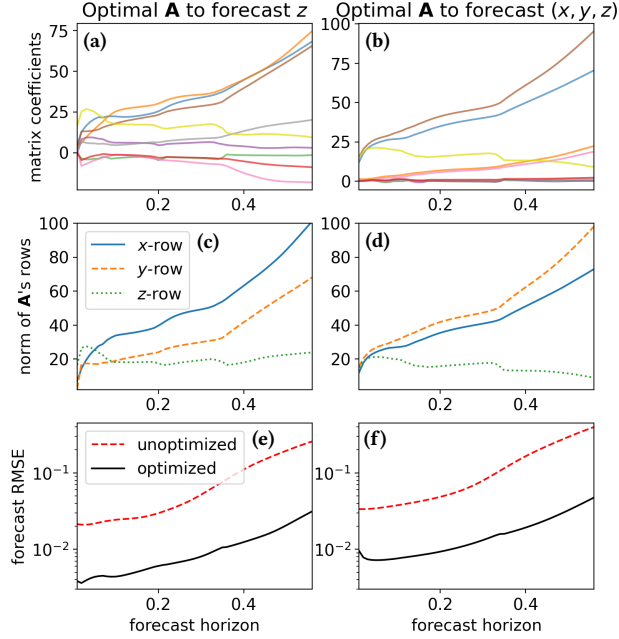 Optimal A to forecast z
Optimal A to forecast (x, y, z)
(a)
(b)
matrix coefficients
75
50
25
0
100
75
50
25
0
0.2
0.4
0.2
0.4
(c)
(d)
norm of A's rows
100
80
60
40
20
100
80
60
40
20
x-row
y-row
z-row
0.2
0.4
0.2
0.4
(e)
(f)
forecast RMSE
unoptimized
optimized
10⁻¹
10⁻²
10⁻¹
10⁻²
0.2
0.4
0.2
0.4
forecast horizon
forecast horizon